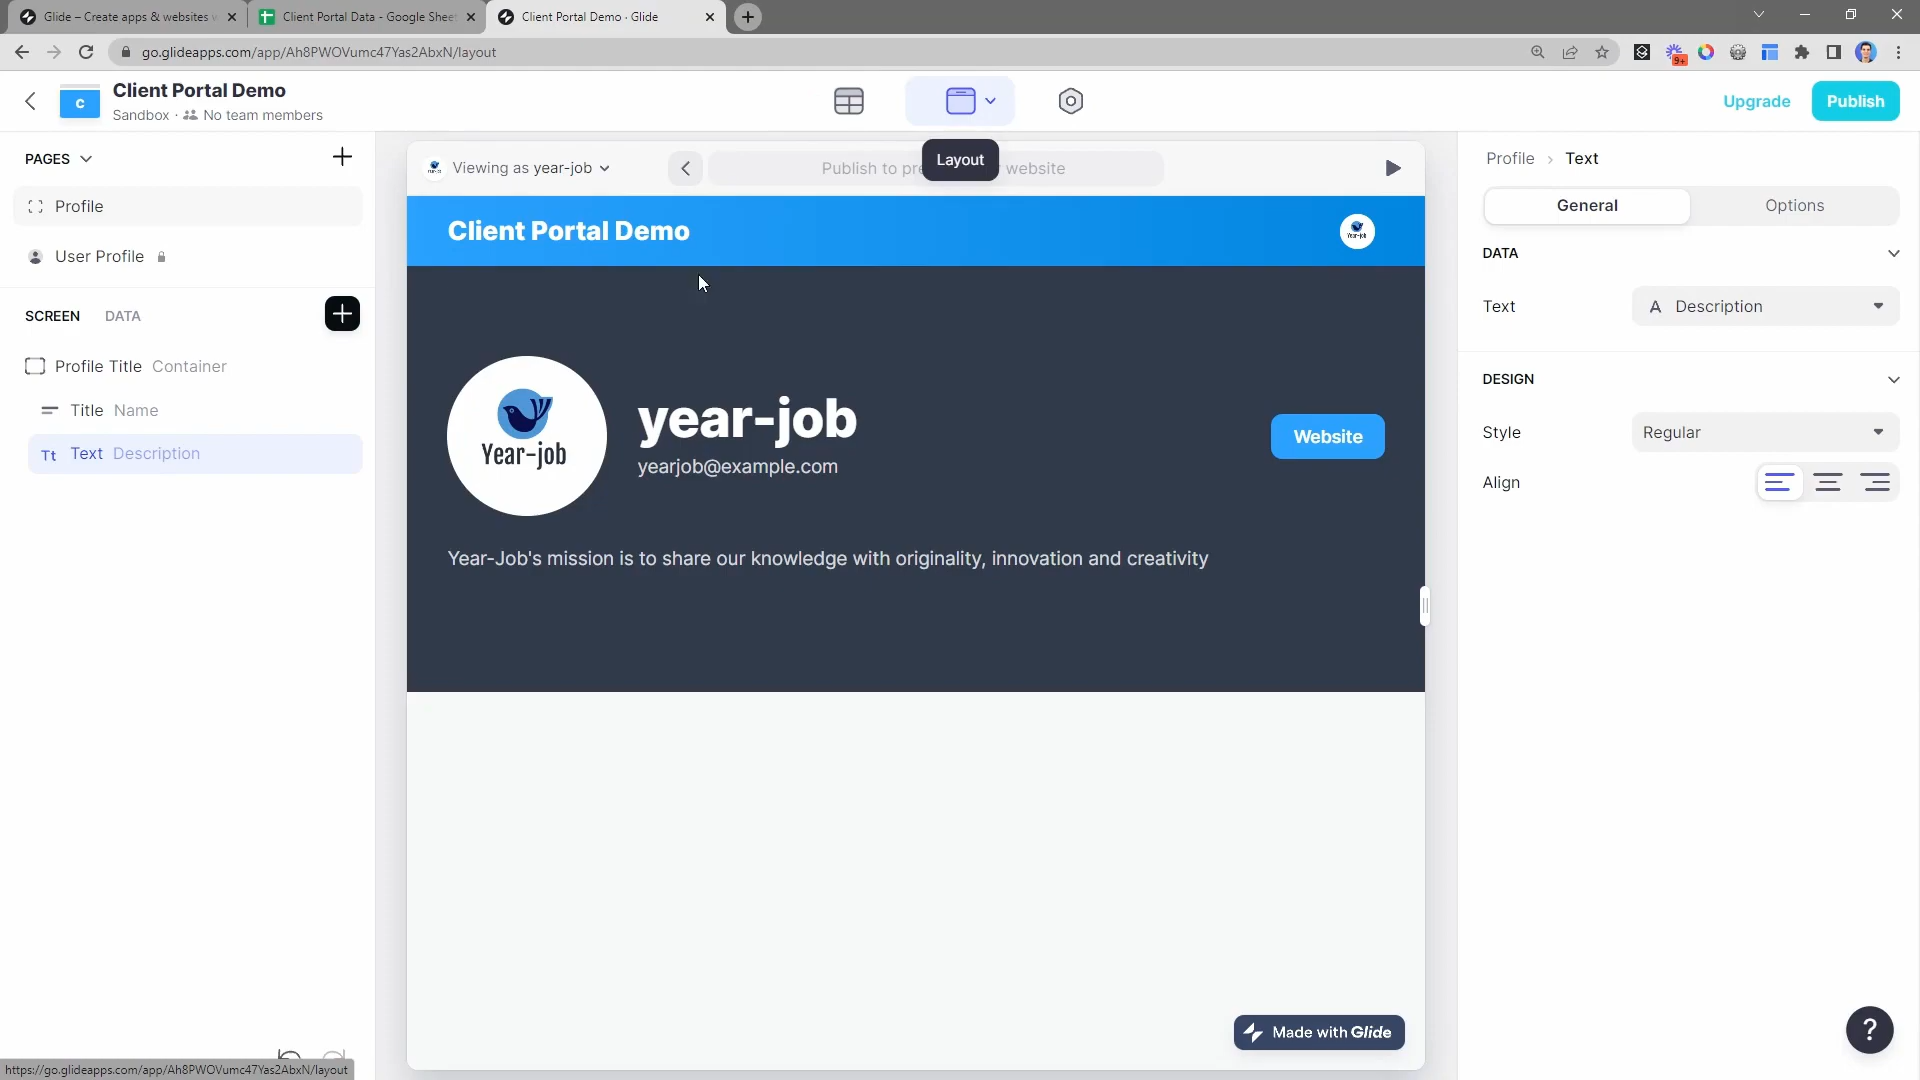 Glide – Create apps & websites w
Client Portal Data - Google Sheet
Client Portal Demo · Glide
go.glideapps.com/app/Ah8PWOVumc47Yas2AbxN/layout
9+
C
Client Portal Demo
Sandbox · No team members
Upgrade
Publish
PAGES
Profile
User Profile
SCREEN DATA
Profile Title Container
Title Name
Tt Text Description
Viewing as year-job
Publish to pre
website
Layout
Client Portal Demo
Year-job
Year-job
year-job
yearjob@example.com
Website
Year-Job's mission is to share our knowledge with originality, innovation and creativity
Made with Glide
Profile › Text
General
Options
DATA
Text
A Description
DESIGN
Style
Regular
Align
?
https://go.glideapps.com/app/Ah8PWOVumc47Yas2AbxN/layout